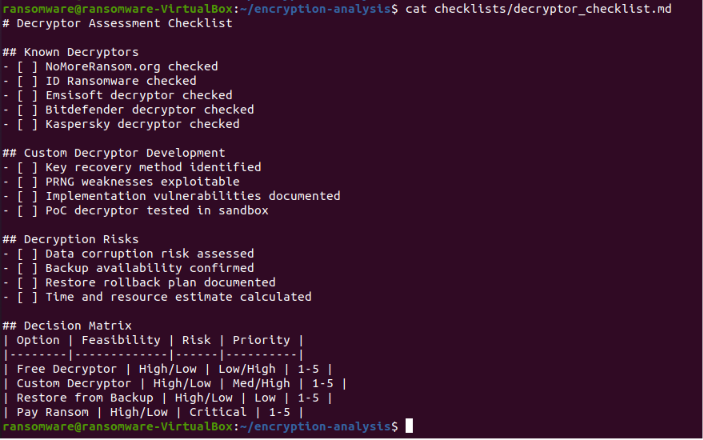 ransomware@ransomware-VirtualBox:~/encryption-analysis$ cat checklists/decryptor_checklist.md
# Decryptor Assessment Checklist
## Known Decryptors
- [ ] NoMoreRansom.org checked
- [ ] ID Ransomware checked
- [ ] Emsisoft decryptor checked
- [ ] Bitdefender decryptor checked
- [ ] Kaspersky decryptor checked
## Custom Decryptor Development
- [ ] Key recovery method identified
- [ ] PRNG weaknesses exploitable
- [ ] Implementation vulnerabilities documented
- [ ] PoC decryptor tested in sandbox
## Decryption Risks
- [ ] Data corruption risk assessed
- [ ] Backup availability confirmed
- [ ] Restore rollback plan documented
- [ ] Time and resource estimate calculated
## Decision Matrix
| Option | Feasibility | Risk | Priority |
|--------|-------------|------|----------|
| Free Decryptor | High/Low | Low/High | 1-5 |
| Custom Decryptor | High/Low | Med/High | 1-5 |
| Restore from Backup | High/Low | Low | 1-5 |
| Pay Ransom | High/Low | Critical | 1-5 |
ransomware@ransomware-VirtualBox:~/encryption-analysis$